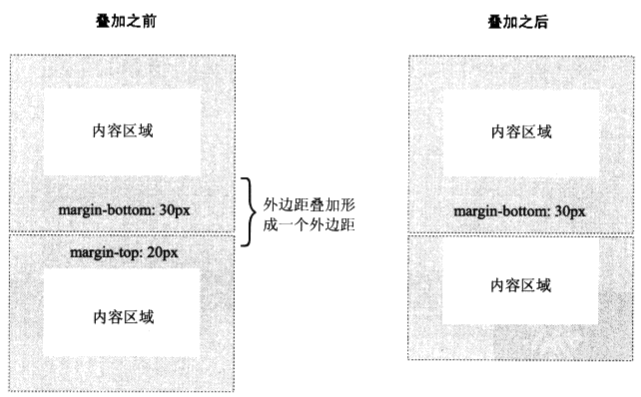 叠加之前
叠加之后
内容区域
margin-bottom: 30px
margin-top: 20px
内容区域
外边距叠加形
成一个外边距
内容区域
margin-bottom: 30px
内容区域